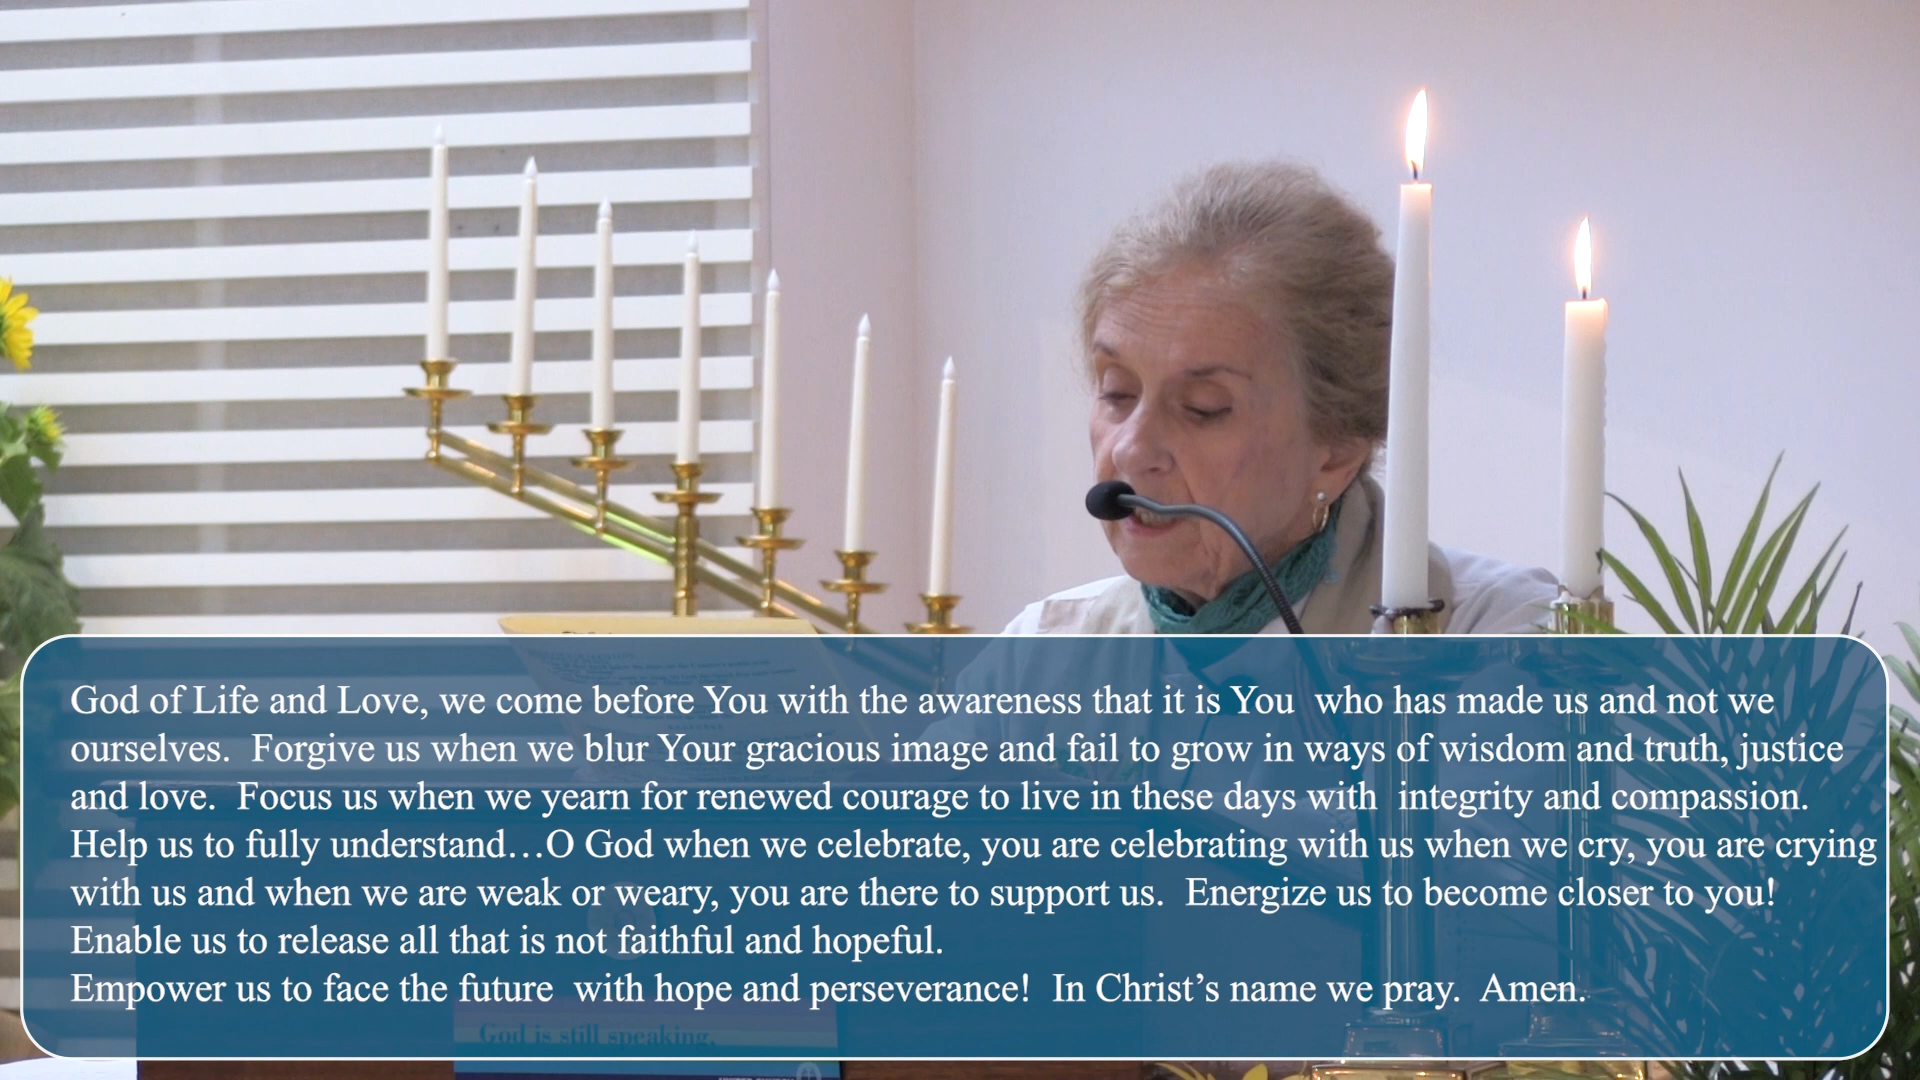 God of Life and Love, we come before You with the awareness that it is You  who has made us and not we
ourselves.  Forgive us when we blur Your gracious image and fail to grow in ways of wisdom and truth, justice
and love.  Focus us when we yearn for renewed courage to live in these days with  integrity and compassion.
Help us to fully understand…O God when we celebrate, you are celebrating with us when we cry, you are crying
with us and when we are weak or weary, you are there to support us.  Energize us to become closer to you!
Enable us to release all that is not faithful and hopeful.
Empower us to face the future  with hope and perseverance!  In Christ’s name we pray.  Amen.
God is still speaking,